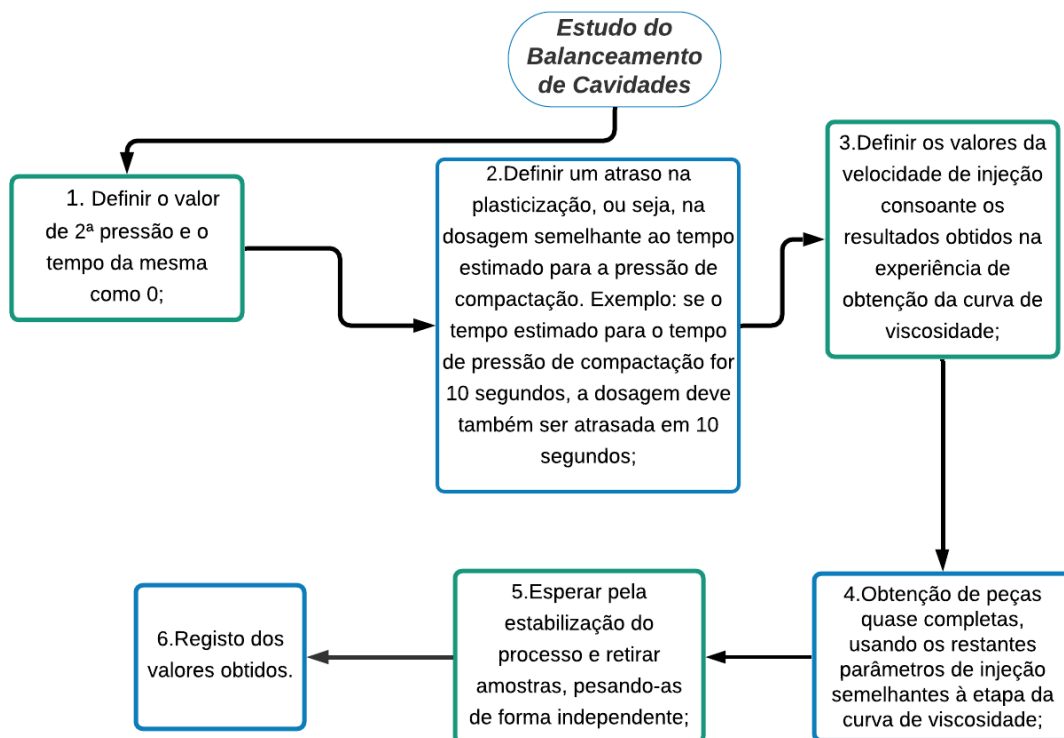 Estudo do
Balanceamento
de Cavidades
1. Definir o valor
de 2ª pressão e o
tempo da mesma
como 0;
2.Definir um atraso na
plasticização, ou seja, na
dosagem semelhante ao tempo
estimado para a pressão de
compactação. Exemplo: se o
tempo estimado para o tempo
de pressão de compactação for
10 segundos, a dosagem deve
também ser atrasada em 10
segundos;
3.Definir os valores da
velocidade de injeção
consoante os
resultados obtidos na
experiência de
obtenção da curva de
viscosidade;
4.Obtenção de peças
quase completas,
usando os restantes
parâmetros de injeção
semelhantes à etapa da
curva de viscosidade;
5.Esperar pela
estabilização do
processo e retirar
amostras, pesando-as
de forma independente;
6.Registo dos
valores obtidos.